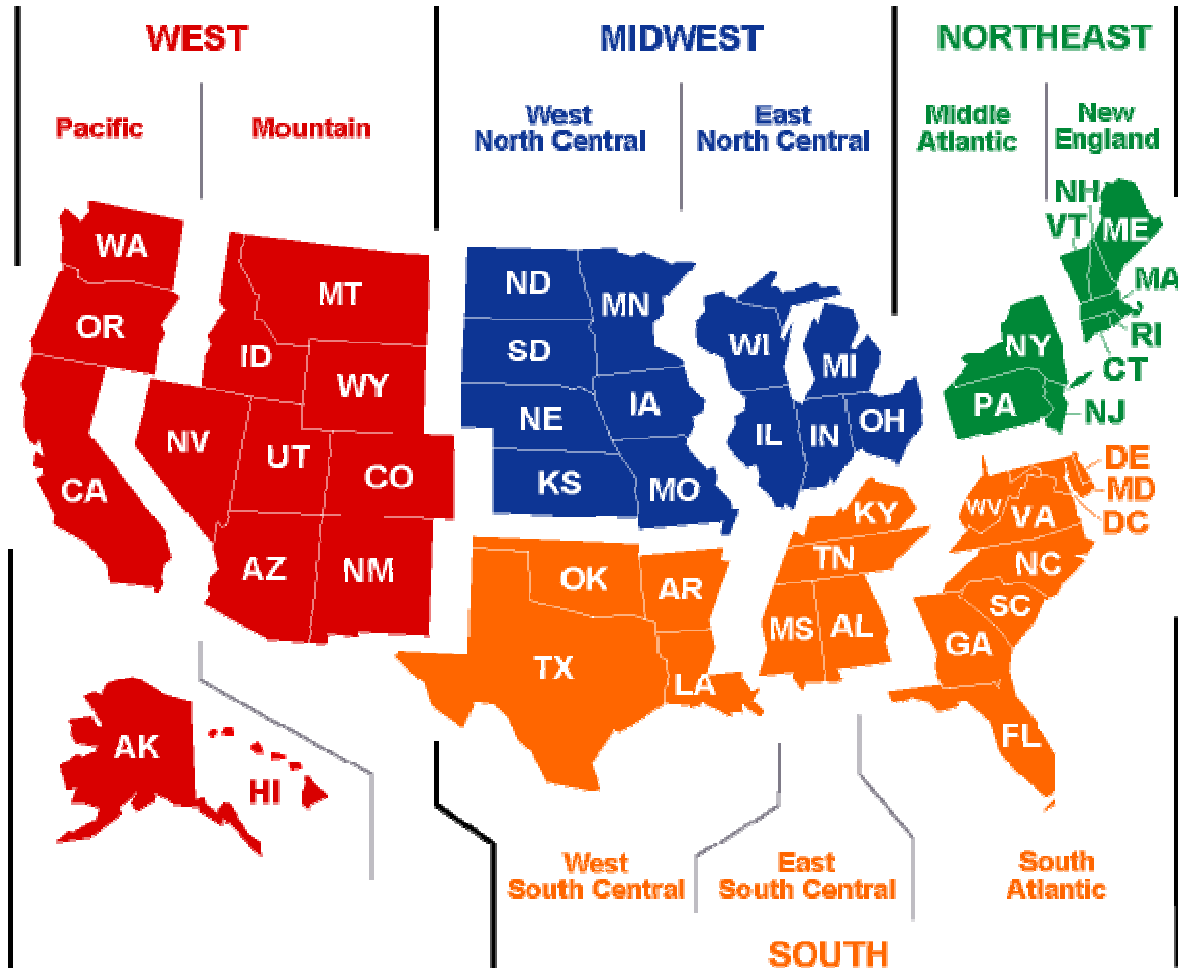 WEST
MIDWEST
NORTHEAST
Pacific
Mountain
West
North Central
East
North Central
Middle
Atlantic
New
England
WA
OR
CA
AK
HI
MT
ID
WY
NV
UT
CO
AZ
NM
ND
MN
SD
NE
IA
KS
MO
WI
MI
IL
IN
OH
NH
VT
ME
MA
RI
CT
NY
PA
NJ
OK
AR
TX
LA
KY
TN
MS
AL
DE
MD
DC
WV
VA
NC
SC
GA
FL
West
South Central
East
South Central
South
Atlantic
SOUTH